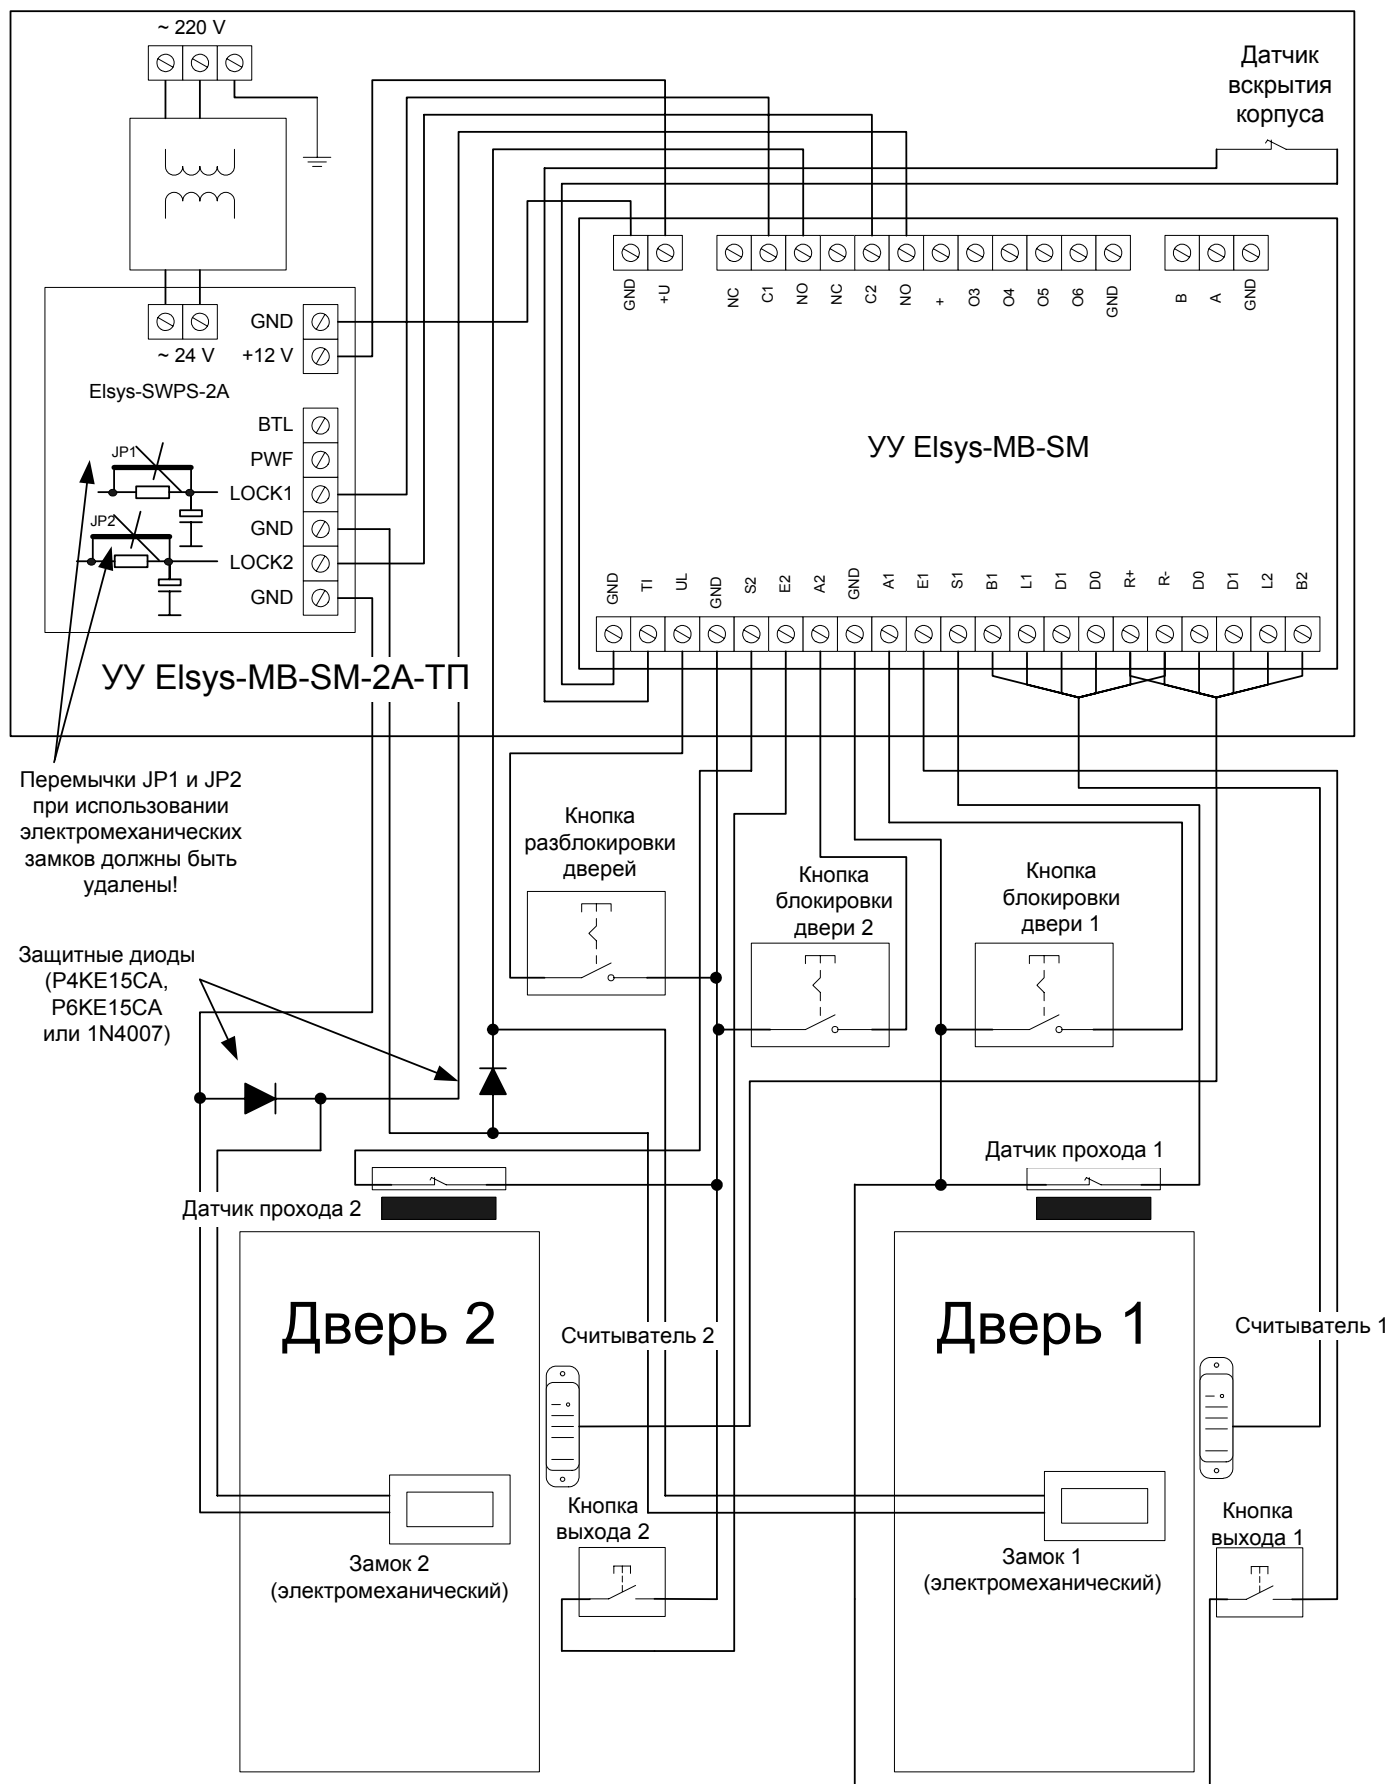 ~ 220 V
Датчик
вскрытия
корпуса
GND
+U
NC
C1
NO
NC
C2
NO
+
O3
O4
O5
O6
GND
B
A
GND
~ 24 V
GND
+12 V
Elsys-SWPS-2A
BTL
PWF
LOCK1
GND
LOCK2
GND
JP1
JP2
УУ Elsys-MB-SM
GND
TI
UL
GND
S2
E2
A2
GND
A1
E1
S1
B1
L1
D1
D0
R+
R-
D0
D1
L2
B2
УУ Elsys-MB-SM-2A-ТП
Перемычки JP1 и JP2
при использовании
электромеханических
замков должны быть
удалены!
Кнопка
разблокировки
дверей
Кнопка
блокировки
двери 2
Кнопка
блокировки
двери 1
Защитные диоды
(P4KE15CA,
P6KE15CA
или 1N4007)
Датчик прохода 2
Датчик прохода 1
Дверь 2
Считыватель 2
Дверь 1
Считыватель 1
Кнопка
выхода 2
Кнопка
выхода 1
Замок 2
(электромеханический)
Замок 1
(электромеханический)